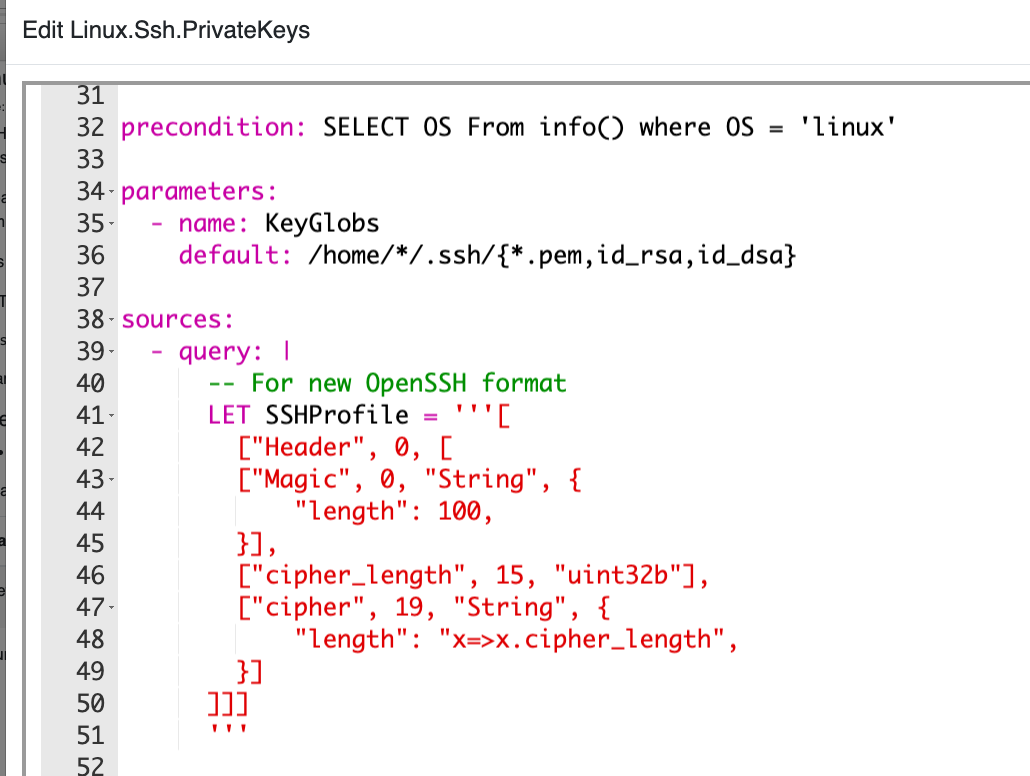 Edit Linux.Ssh.PrivateKeys
31
32 precondition: SELECT OS From info() where OS = 'linux'
33
34 parameters:
35   - name: KeyGlobs
36     default: /home/*/.ssh/{*.pem,id_rsa,id_dsa}
37
38 sources:
39   - query: |
40       -- For new OpenSSH format
41       LET SSHProfile = '''[
42         ["Header", 0, [
43         ["Magic", 0, "String", {
44             "length": 100,
45         }],
46         ["cipher_length", 15, "uint32b"],
47         ["cipher", 19, "String", {
48             "length": "x=>x.cipher_length",
49         }]
50       ]]]
51       '''
52